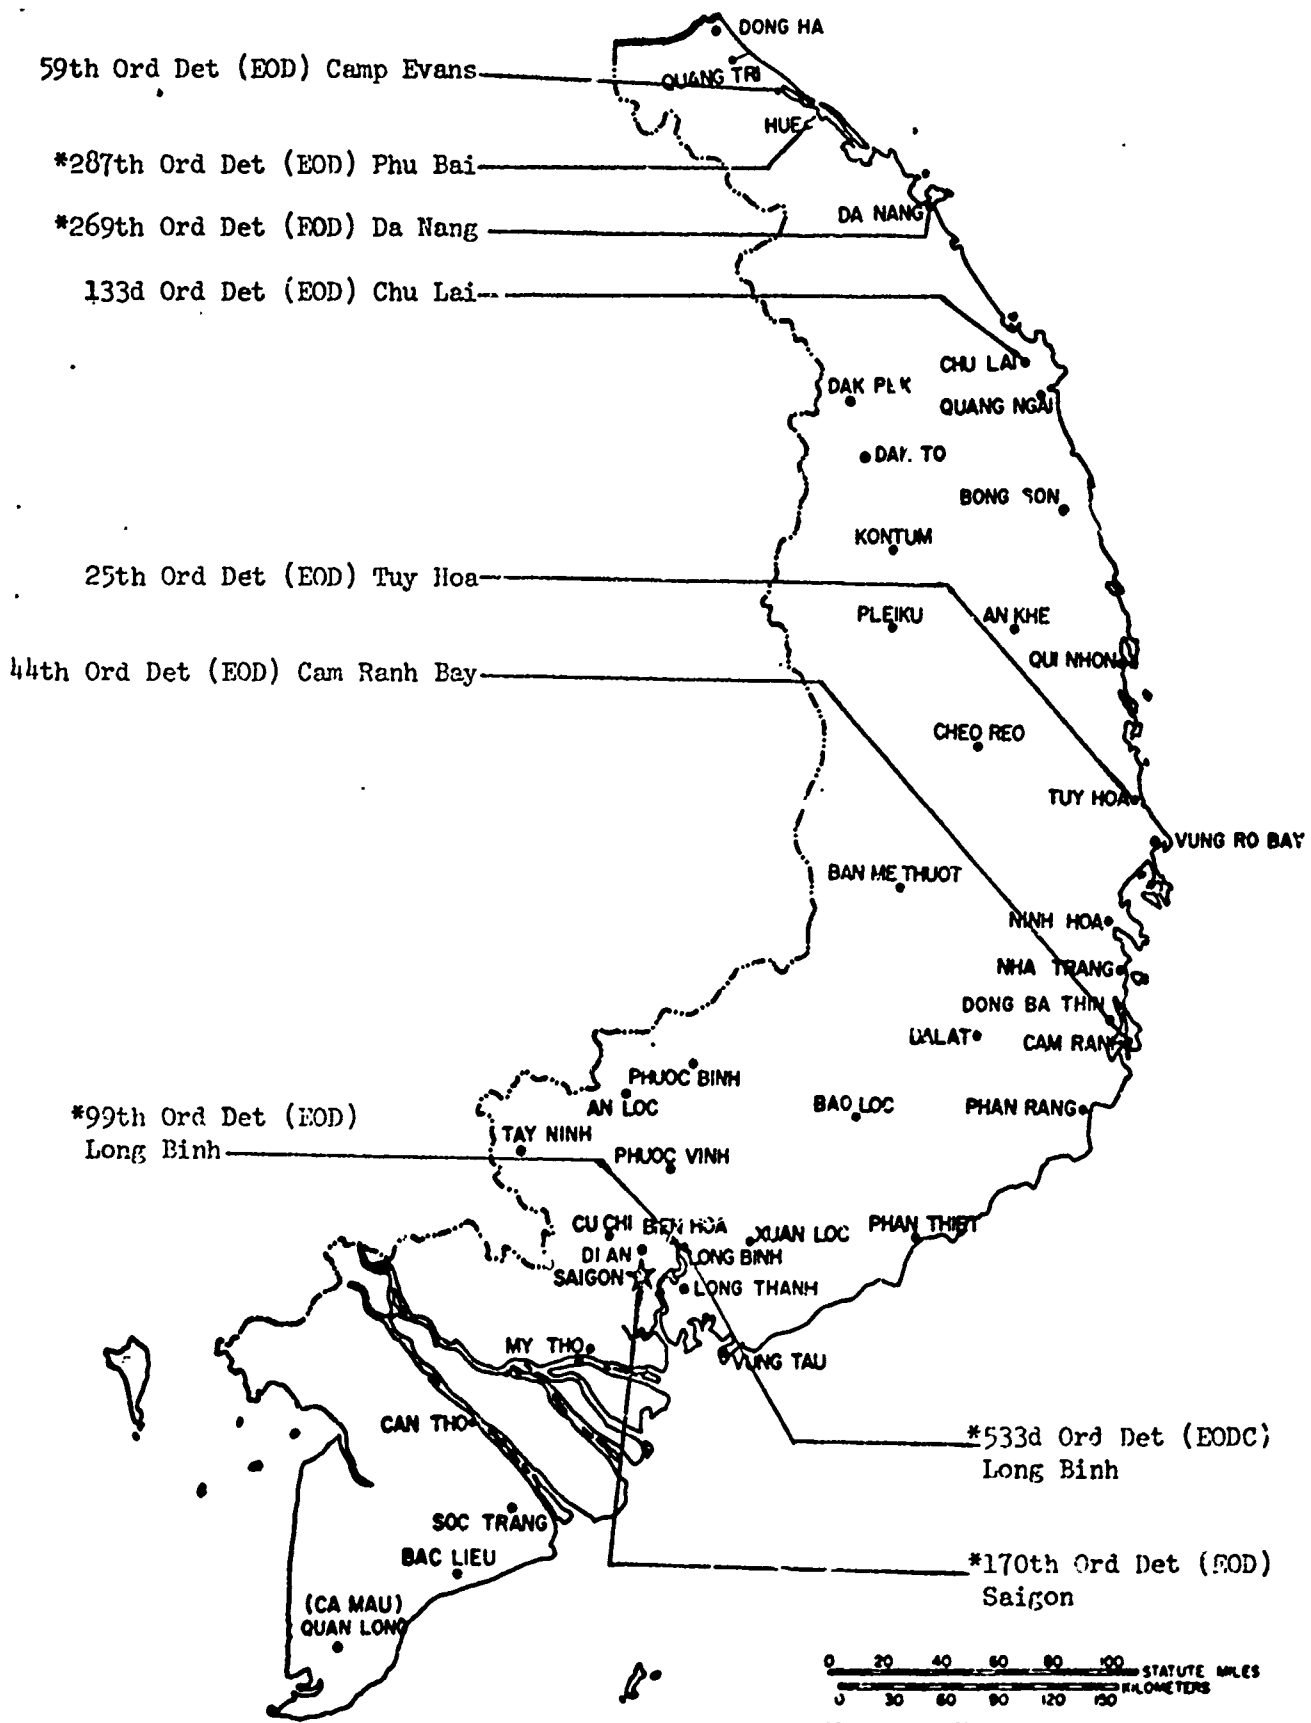 DONG HA
59th Ord Det (EOD) Camp Evans
QUANG TRI
HUE
*287th Ord Det (EOD) Phu Bai
DA NANG
*269th Ord Det (EOD) Da Nang
133d Ord Det (EOD) Chu Lai
CHU LAI
DAK PEK
QUANG NGAI
DAK TO
BONG SON
KONTUM
25th Ord Det (EOD) Tuy Hoa
PLEIKU
AN KHE
QUI NHON
44th Ord Det (EOD) Cam Ranh Bay
CHEO REO
TUY HOA
VUNG RO BAY
BAN ME THUOT
NINH HOA
NHA TRANG
DONG BA THIN
DALAT
CAM RANH
PHUOC BINH
AN LOC
BAO LOC
PHAN RANG
*99th Ord Det (EOD)
Long Binh
TAY NINH
PHUOC VINH
CU CHI
BIEN HOA
XUAN LOC
PHAN THIET
DI AN
LONG BINH
SAIGON
LONG THANH
MY THO
VUNG TAU
CAN THO
*533d Ord Det (EODC)
Long Binh
SOC TRANG
BAC LIEU
*170th Ord Det (EOD)
Saigon
(CA MAU)
QUAN LONG
0 20 40 60 80 100
STATUTE MILES
0 30 60 90 120 150
KILOMETERS